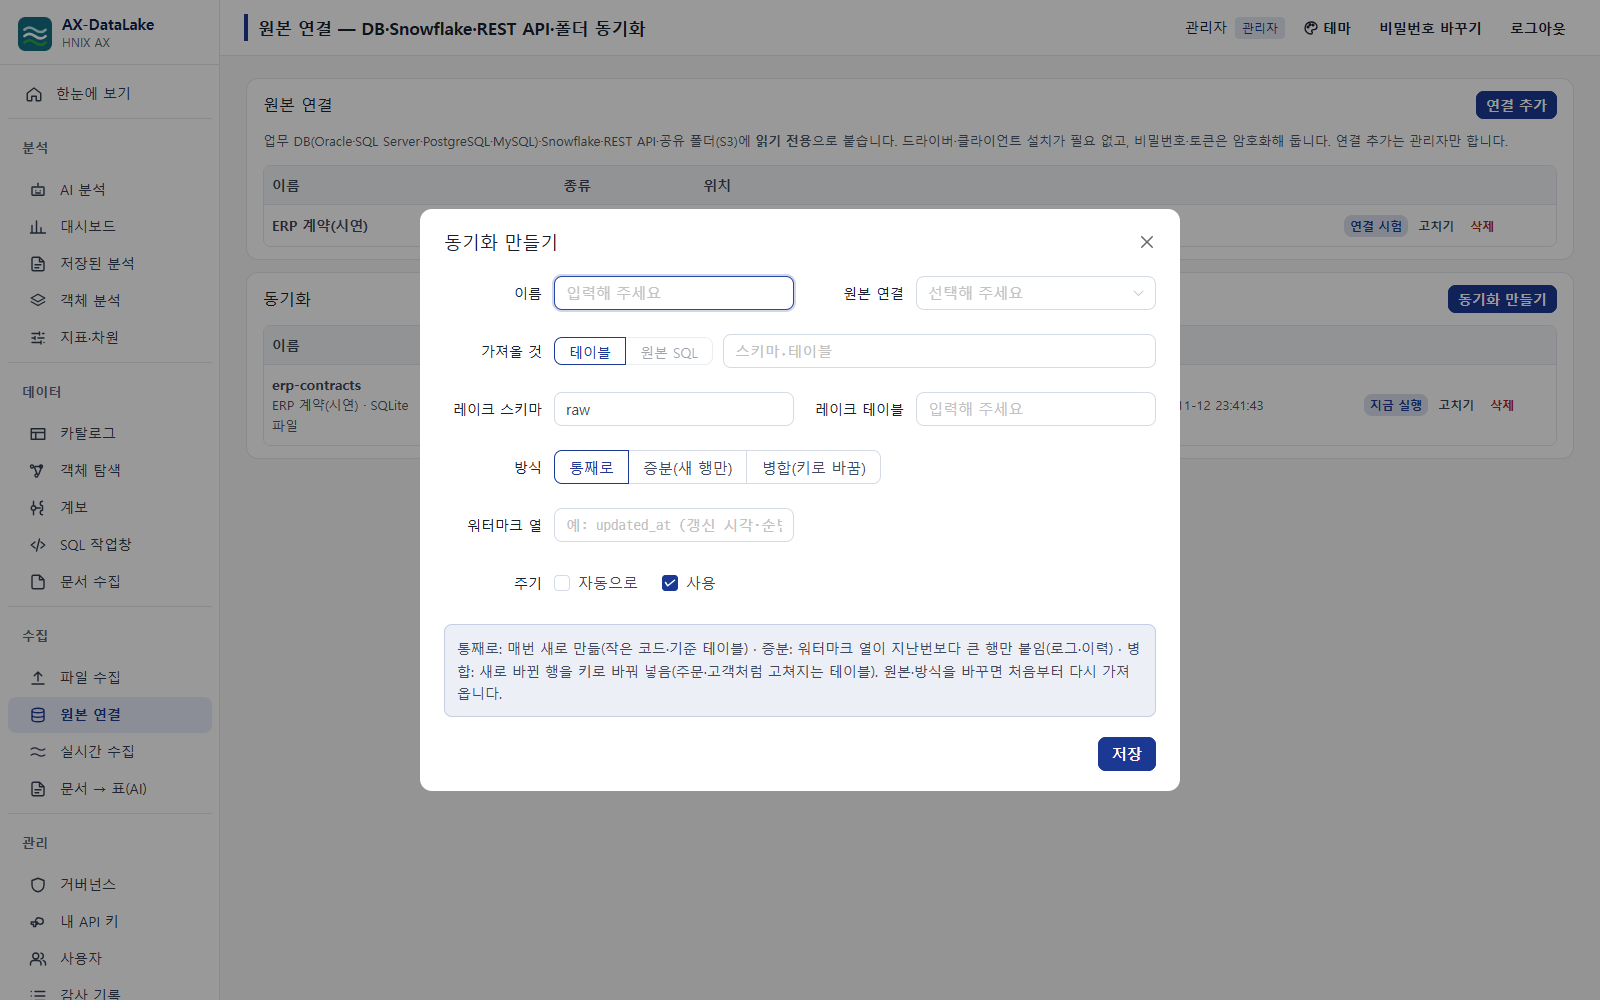 AX-DataLake
HNIX AX
한눈에 보기
분석
AI 분석
대시보드
저장된 분석
객체 분석
지표·차원
데이터
카탈로그
객체 탐색
계보
SQL 작업창
문서 수집
수집
파일 수집
원본 연결
실시간 수집
문서 → 표(AI)
관리
거버넌스
내 API 키
사용자
감사 기록
원본 연결 — DB·Snowflake·REST API·폴더 동기화
관리자 관리자 테마 비밀번호 바꾸기 로그아웃
원본 연결
연결 추가
업무 DB(Oracle·SQL Server·PostgreSQL·MySQL)·Snowflake·REST API·공유 폴더(S3)에 읽기 전용으로 붙습니다. 드라이버·클라이언트 설치가 필요 없고, 비밀번호·토큰은 암호화해 둡니다. 연결 추가는 관리자만 합니다.
이름 종류 위치
ERP 계약(시연) 연결 시험 고치기 삭제
동기화
동기화 만들기
이름
erp-contracts
ERP 계약(시연) · SQLite
파일
11-12 23:41:43 지금 실행 고치기 삭제
동기화 만들기
이름 입력해 주세요 원본 연결 선택해 주세요
가져올 것 테이블 원본 SQL 스키마.테이블
레이크 스키마 raw 레이크 테이블 입력해 주세요
방식 통째로 증분(새 행만) 병합(키로 바꿈)
워터마크 열 예: updated_at (갱신 시각·순번
주기 자동으로 사용
통째로: 매번 새로 만듦(작은 코드·기준 테이블) · 증분: 워터마크 열이 지난번보다 큰 행만 붙임(로그·이력) · 병
합: 새로 바뀐 행을 키로 바꿔 넣음(주문·고객처럼 고쳐지는 테이블). 원본·방식을 바꾸면 처음부터 다시 가져
옵니다.
저장